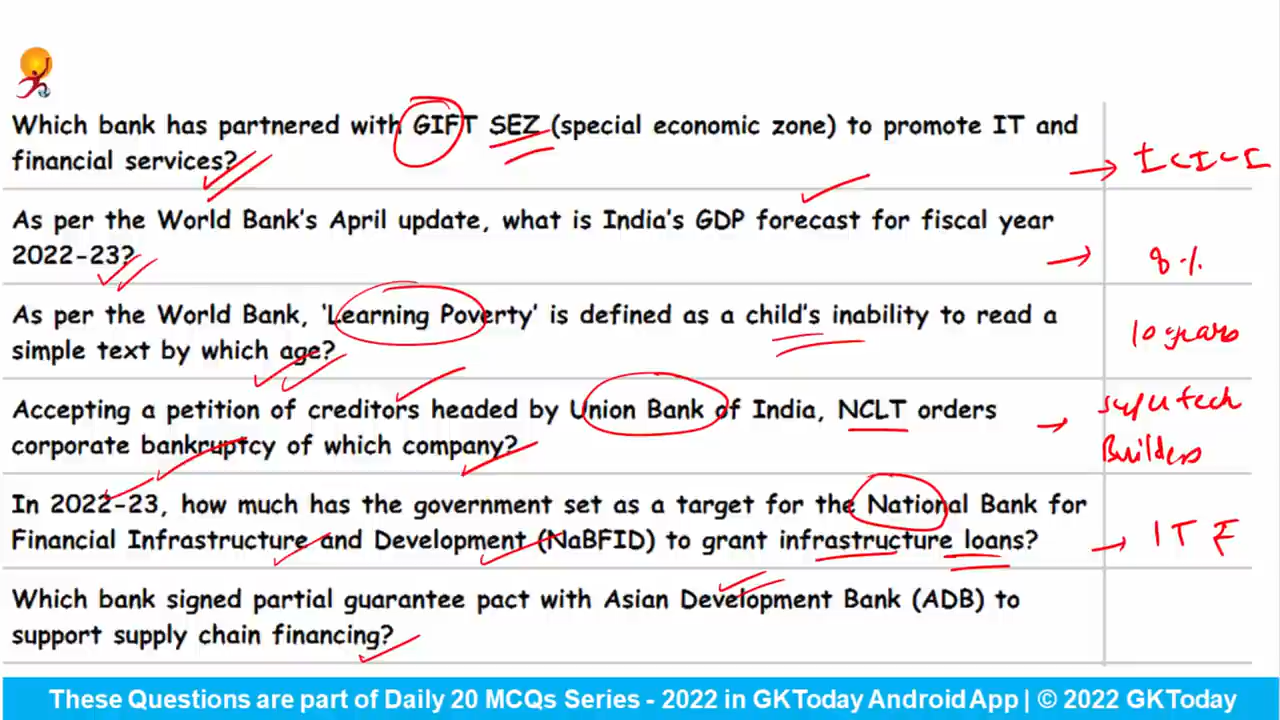 Which bank has partnered with GIFT SEZ (special economic zone) to promote IT and
financial services?
→ ICICI
As per the World Bank's April update, what is India's GDP forecast for fiscal year
2022-23?
→ 8%
As per the World Bank, 'Learning Poverty' is defined as a child's inability to read a
simple text by which age?
10 years
Accepting a petition of creditors headed by Union Bank of India, NCLT orders
corporate bankruptcy of which company?
→ Supertech
Builders
In 2022-23, how much has the government set as a target for the National Bank for
Financial Infrastructure and Development (NaBFID) to grant infrastructure loans?
→ 1T ₹
Which bank signed partial guarantee pact with Asian Development Bank (ADB) to
support supply chain financing?
These Questions are part of Daily 20 MCQs Series - 2022 in GKToday Android App | © 2022 GKToday